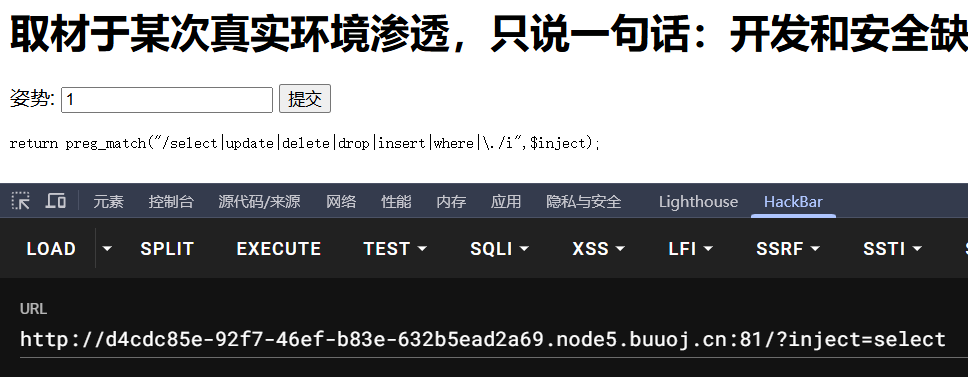 取材于某次真实环境渗透，只说一句话：开发和安全缺
姿势: 1 提交
return preg_match("/select|update|delete|drop|insert|where|\./i",$inject);
元素 控制台 源代码/来源 网络 性能 内存 应用 隐私与安全 Lighthouse HackBar
LOAD SPLIT EXECUTE TEST SQLI XSS LFI SSRF SSTI
URL
http://d4cdc85e-92f7-46ef-b83e-632b5ead2a69.node5.buuoj.cn:81/?inject=select